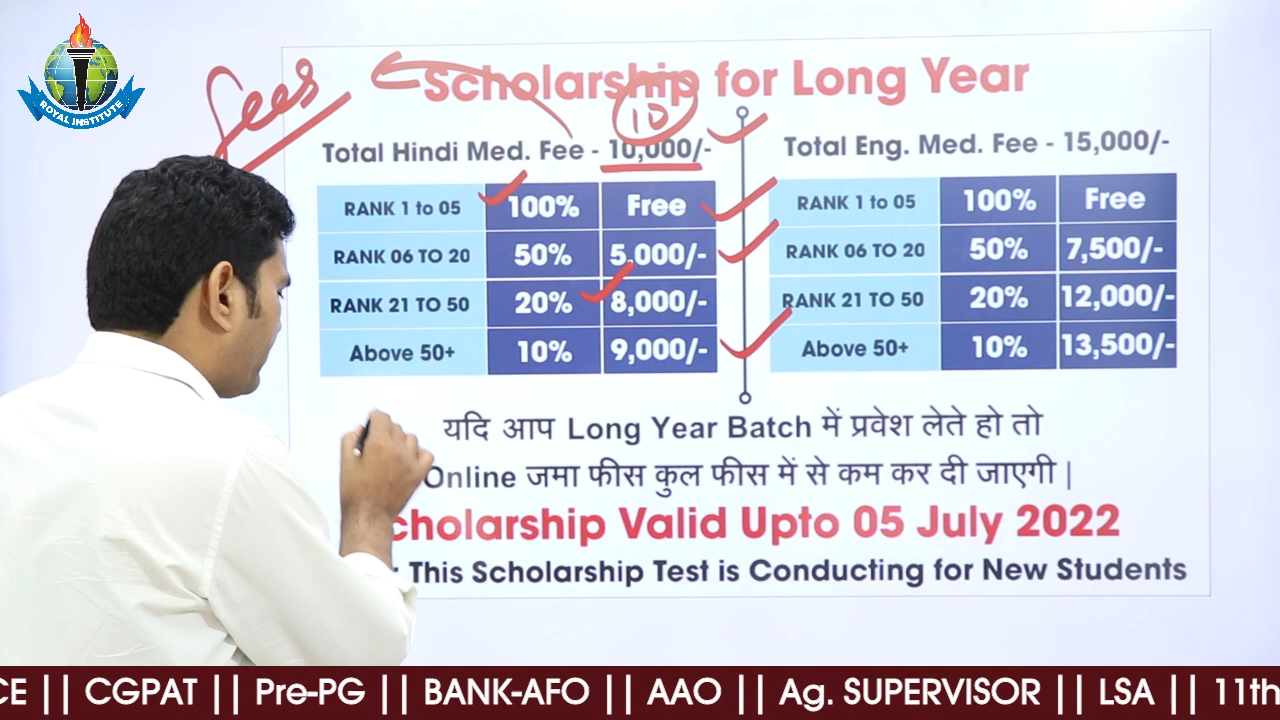 ROYAL INSTITUTE
Fees
Scholarship for Long Year
10
Total Hindi Med. Fee - 10,000/-
RANK 1 to 05 100% Free
RANK 06 TO 20 50% 5,000/-
RANK 21 TO 50 20% 8,000/-
Above 50+ 10% 9,000/-
Total Eng. Med. Fee - 15,000/-
RANK 1 to 05 100% Free
RANK 06 TO 20 50% 7,500/-
RANK 21 TO 50 20% 12,000/-
Above 50+ 10% 13,500/-
यदि आप Long Year Batch में प्रवेश लेते हो तो
Online जमा फीस कुल फीस में से कम कर दी जाएगी |
cholarship Valid Upto 05 July 2022
This Scholarship Test is Conducting for New Students
CE || CGPAT || Pre-PG || BANK-AFO || AAO || Ag. SUPERVISOR || LSA || 11th